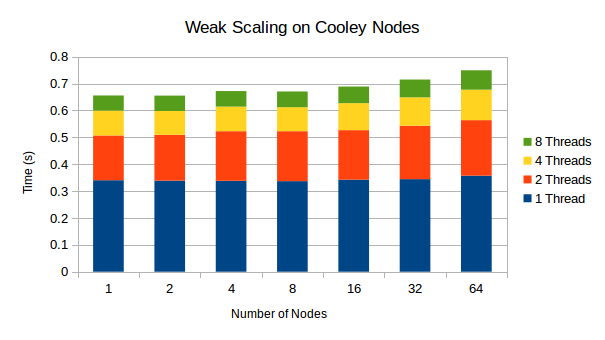 Weak Scaling on Cooley Nodes
0.8
0.7
0.6
0.5
0.4
0.3
0.2
0.1
0
Time (s)
1 2 4 8 16 32 64
Number of Nodes
8 Threads
4 Threads
2 Threads
1 Thread